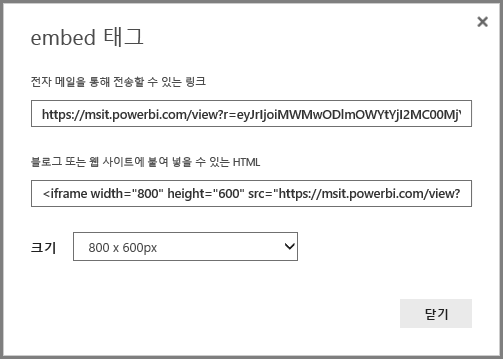 embed 태그
전자 메일을 통해 전송할 수 있는 링크
https://msit.powerbi.com/view?r=eyJrIjoiMWMwODlmOWYtYjI2MC00Mj
블로그 또는 웹 사이트에 붙여 넣을 수 있는 HTML
<iframe width="800" height="600" src="https://msit.powerbi.com/view?
크기 800 x 600px
닫기